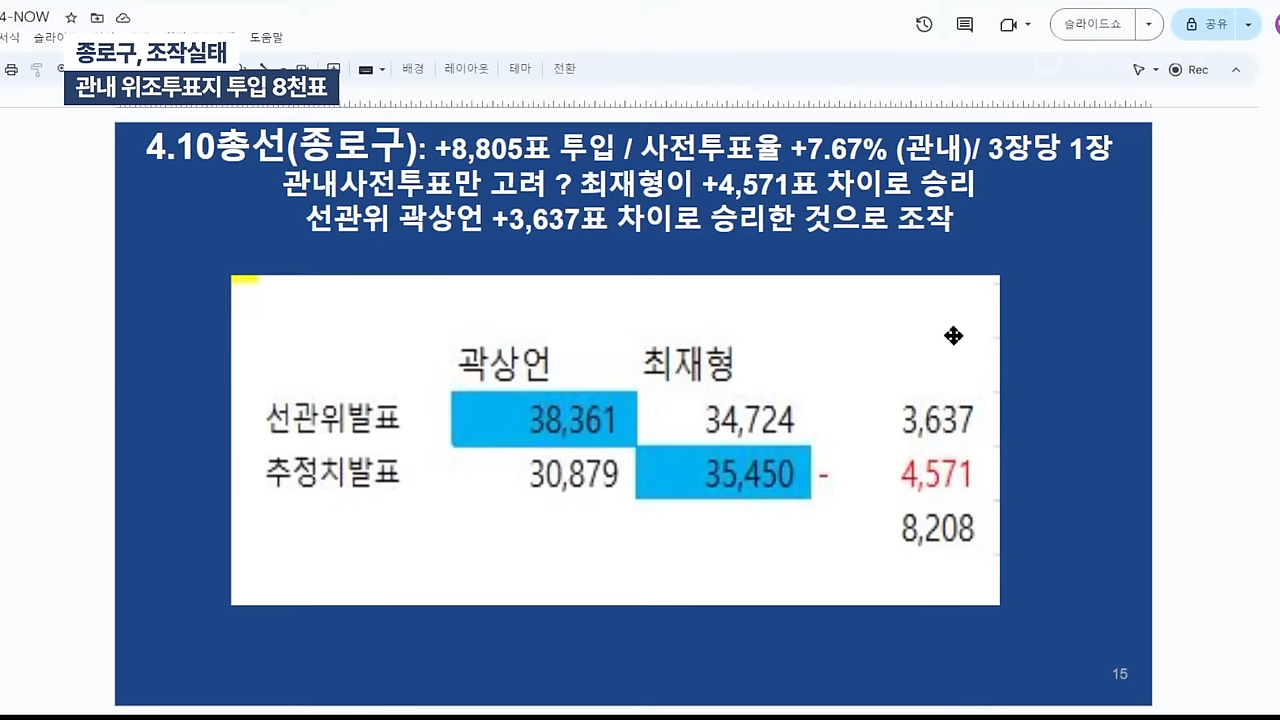 4-NOW
슬라이드쇼
공유
서식
도움말
종로구, 조작실태
관내 위조투표지 투입 8천표
배경
레이아웃
테마
전환
Rec
4.10총선(종로구): +8,805표 투입 / 사전투표율 +7.67% (관내)/ 3장당 1장
관내사전투표만 고려 ? 최재형이 +4,571표 차이로 승리
선관위 곽상언 +3,637표 차이로 승리한 것으로 조작
곽상언 최재형
선관위발표 38,361 34,724 3,637
추정치발표 30,879 35,450 - 4,571
8,208
15